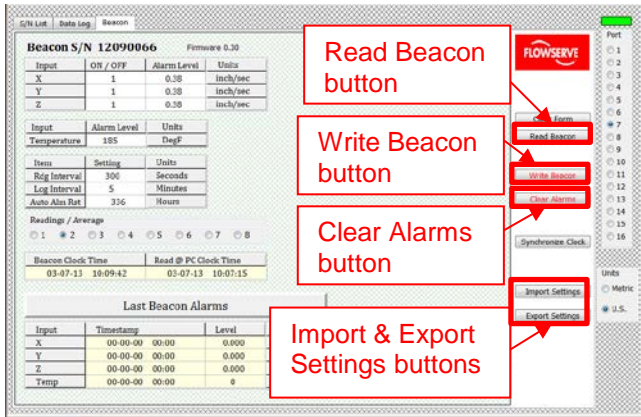 S/N List Data Log Beacon
Beacon S/N 12090066 Firmware 0.30
Input ON / OFF Alarm Level Units
X 1 0.38 inch/sec
Y 1 0.38 inch/sec
Z 1 0.38 inch/sec
Input Alarm Level Units
Temperature 185 DegF
Item Setting Units
Rdg Interval 300 Seconds
Log Interval 5 Minutes
Auto Alm Rst 336 Hours
Readings / Average
1 2 3 4 5 6 7 8
Beacon Clock Time Read @ PC Clock Time
03-07-13 10:09:42 03-07-13 10:07:15
Last Beacon Alarms
Input Timestamp Level
X 00-00-00 00:00 0.000
Y 00-00-00 00:00 0.000
Z 00-00-00 00:00 0.000
Temp 00-00-00 00:00 0
Read Beacon
button
Write Beacon
button
Clear Alarms
button
Import & Export
Settings buttons
FLOWSERVE
Form
Read Beacon
Write Beacon
Clear Alarms
Synchronize Clock
Import Settings
Export Settings
Port
1
2
3
4
5
6
7
8
9
10
11
12
13
14
15
16
Units
Metric
U.S.